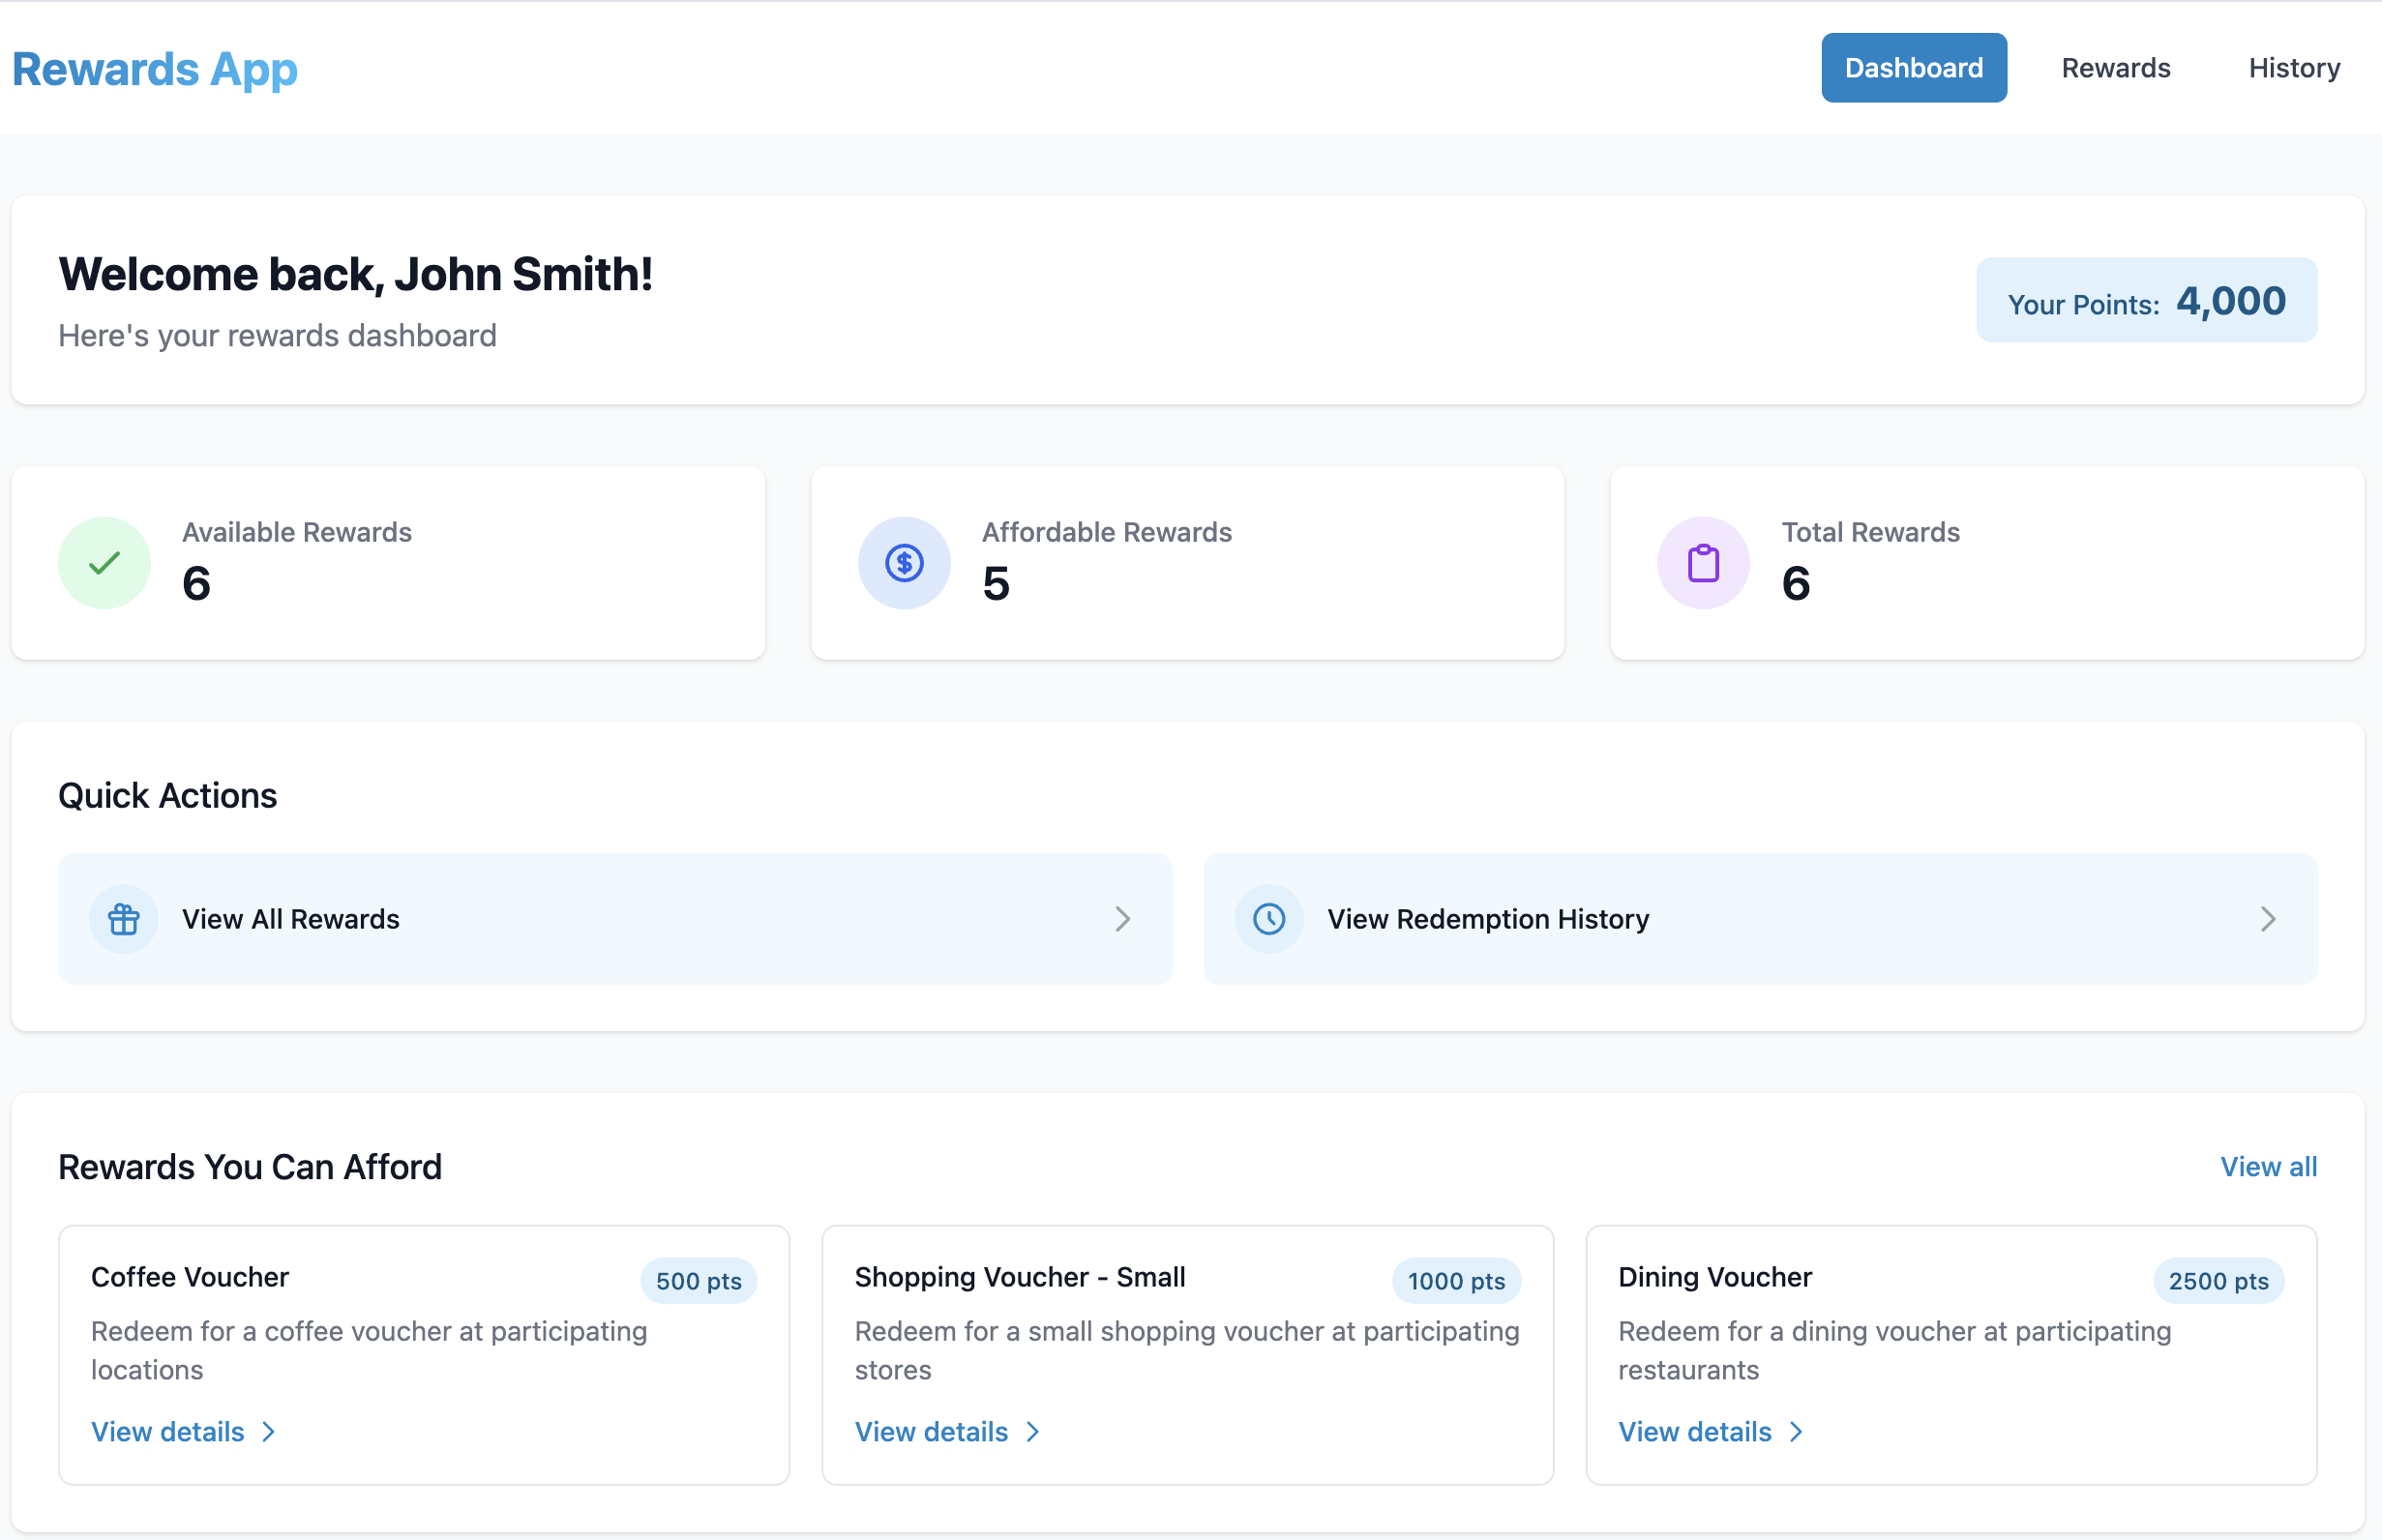 Rewards App
Dashboard
Rewards
History
Welcome back, John Smith!
Here's your rewards dashboard
Your Points: 4,000
Available Rewards
6
Affordable Rewards
5
Total Rewards
6
Quick Actions
View All Rewards
View Redemption History
Rewards You Can Afford
View all
Coffee Voucher
500 pts
Redeem for a coffee voucher at participating
locations
View details
Shopping Voucher - Small
1000 pts
Redeem for a small shopping voucher at participating
stores
View details
Dining Voucher
2500 pts
Redeem for a dining voucher at participating
restaurants
View details